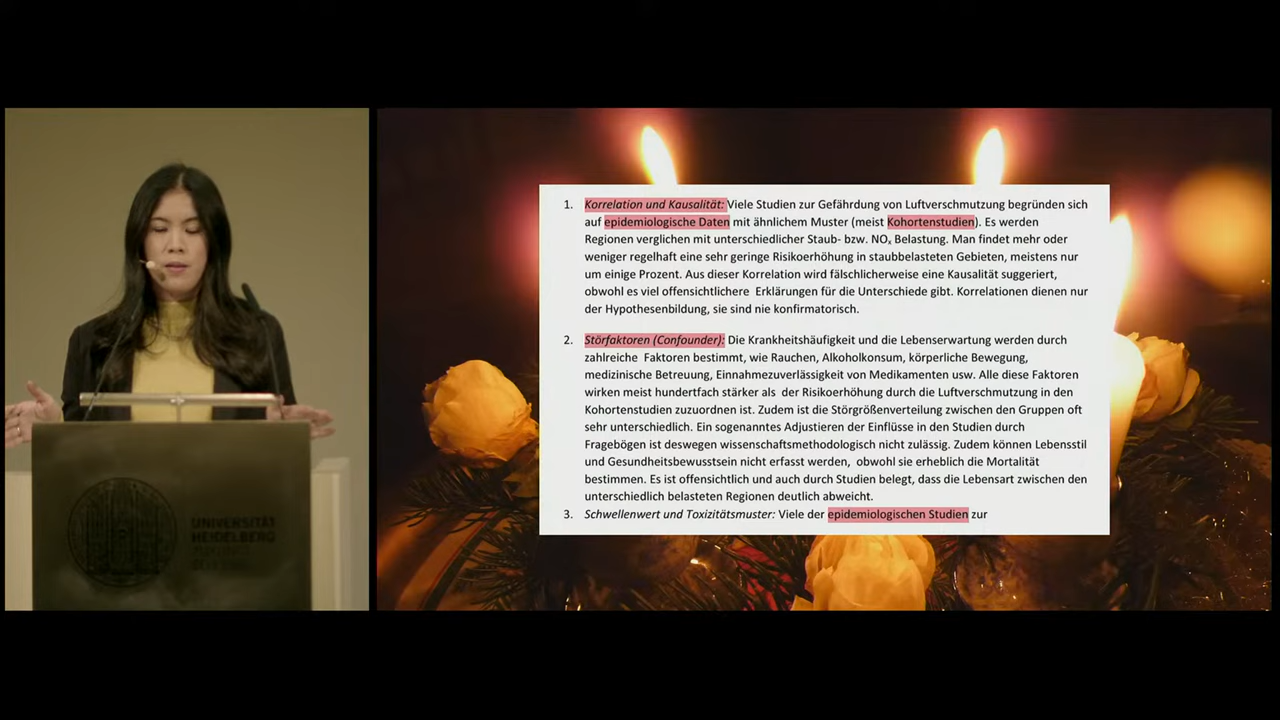 1. Korrelation und Kausalität: Viele Studien zur Gefährdung von Luftverschmutzung begründen sich
auf epidemiologische Daten mit ähnlichem Muster (meist Kohortenstudien). Es werden
Regionen verglichen mit unterschiedlicher Staub- bzw. NOₓ Belastung. Man findet mehr oder
weniger regelhaft eine sehr geringe Risikoerhöhung in staubbelasteten Gebieten, meistens nur
um einige Prozent. Aus dieser Korrelation wird fälschlicherweise eine Kausalität suggeriert,
obwohl es viel offensichtlichere Erklärungen für die Unterschiede gibt. Korrelationen dienen nur
der Hypothesenbildung, sie sind nie konfirmatorisch.
2. Störfaktoren (Confounder): Die Krankheitshäufigkeit und die Lebenserwartung werden durch
zahlreiche Faktoren bestimmt, wie Rauchen, Alkoholkonsum, körperliche Bewegung,
medizinische Betreuung, Einnahmezuverlässigkeit von Medikamenten usw. Alle diese Faktoren
wirken meist hundertfach stärker als der Risikoerhöhung durch die Luftverschmutzung in den
Kohortenstudien zuzuordnen ist. Zudem ist die Störgrößenverteilung zwischen den Gruppen oft
sehr unterschiedlich. Ein sogenanntes Adjustieren der Einflüsse in den Studien durch
Fragebögen ist deswegen wissenschaftsmethodologisch nicht zulässig. Zudem können Lebensstil
und Gesundheitsbewusstsein nicht erfasst werden, obwohl sie erheblich die Mortalität
bestimmen. Es ist offensichtlich und auch durch Studien belegt, dass die Lebensart zwischen den
unterschiedlich belasteten Regionen deutlich abweicht.
3. Schwellenwert und Toxizitätsmuster: Viele der epidemiologischen Studien zur
UNIVERSITÄT
HEIDELBERG